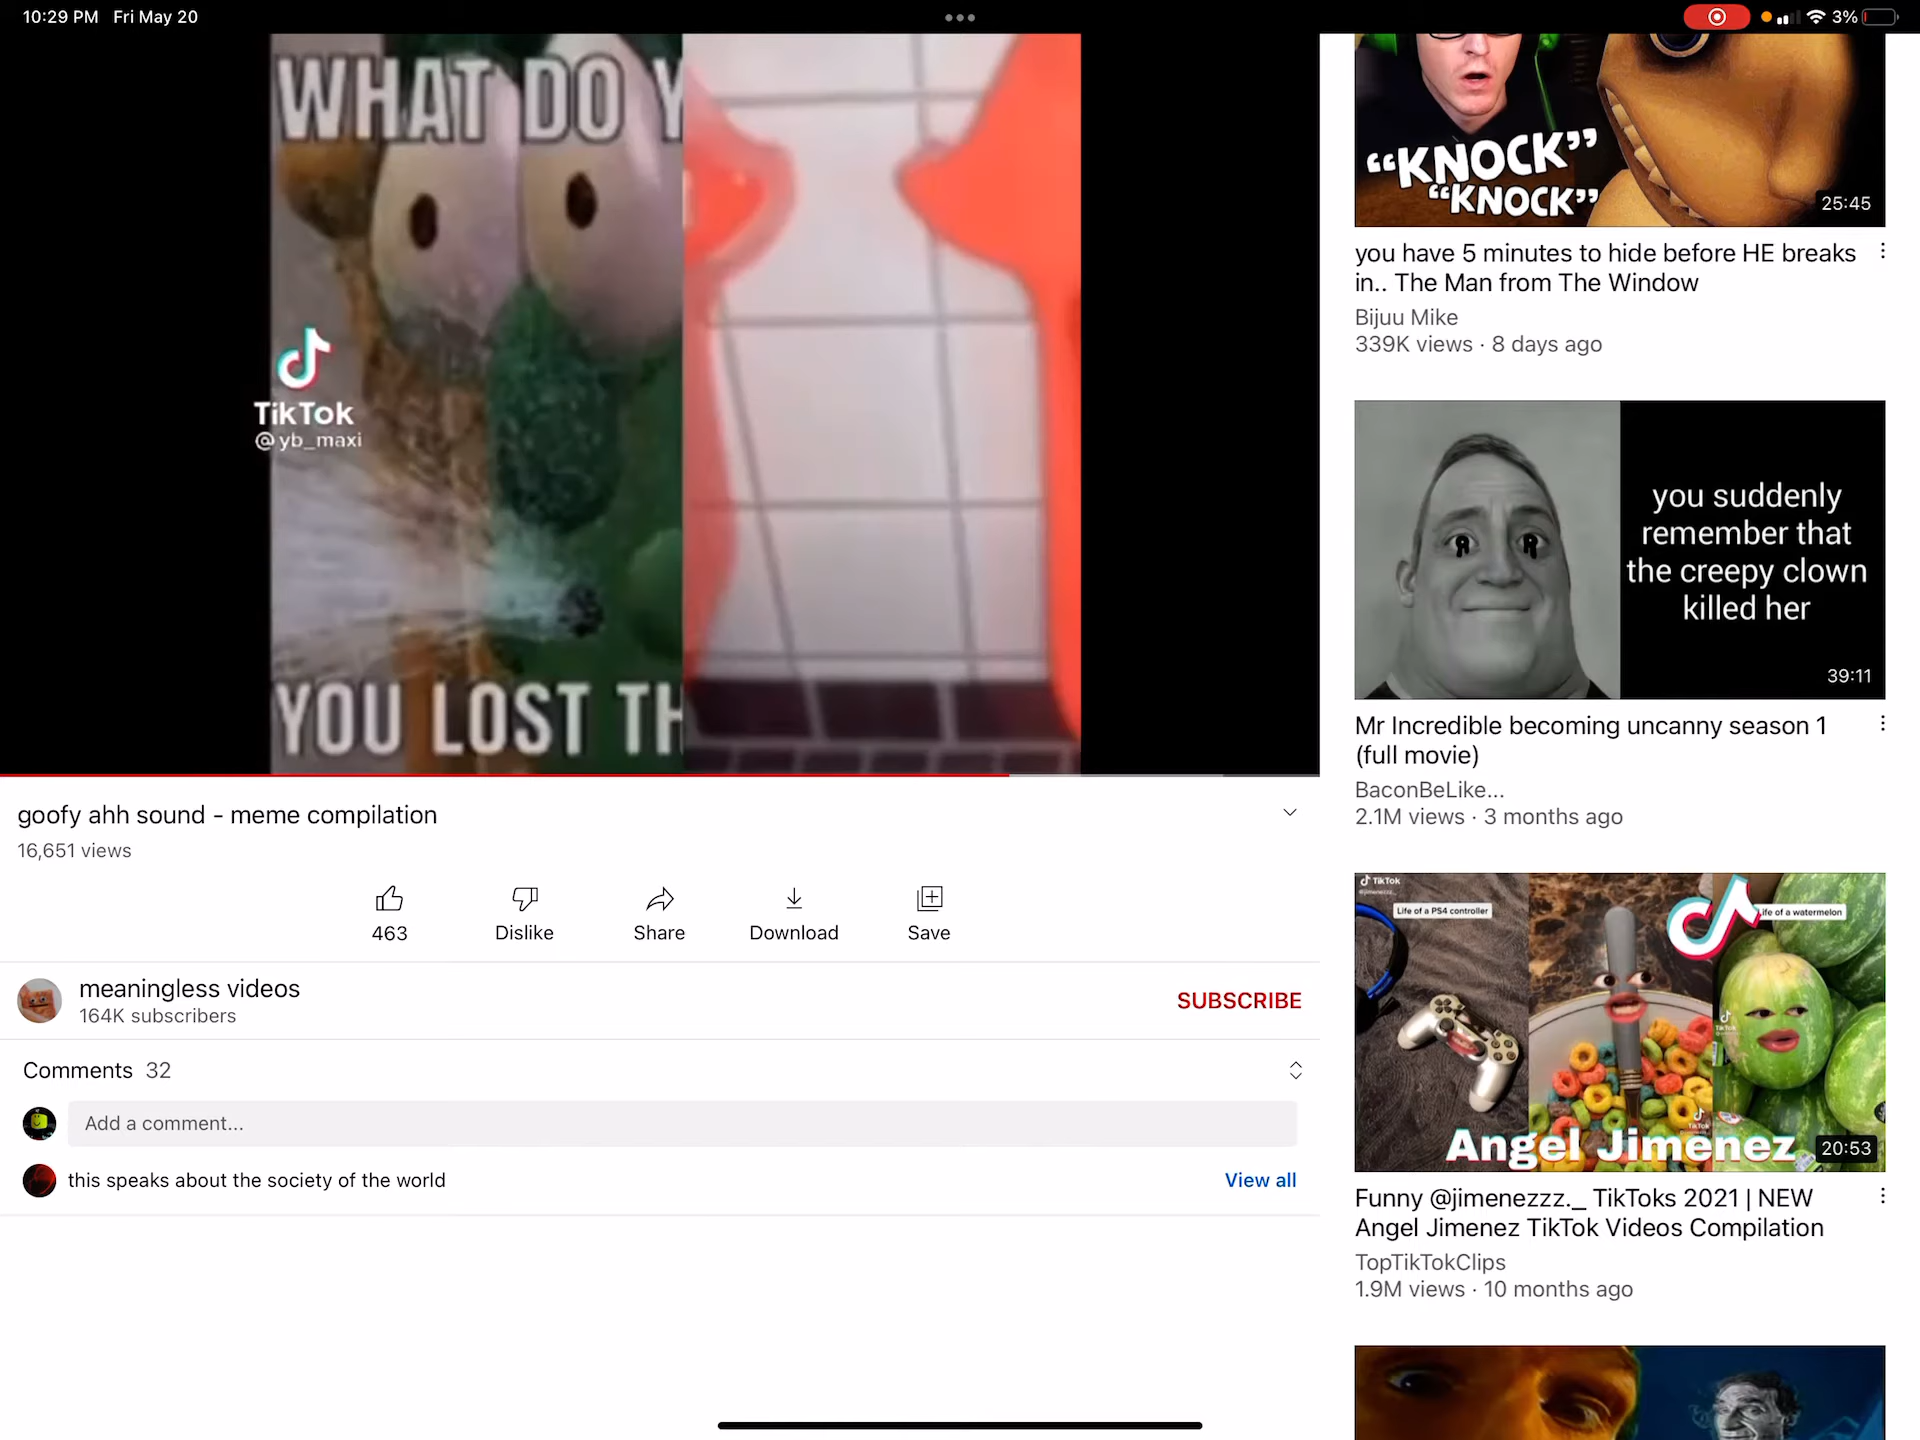 10:29 PM Fri May 20
3%
WHAT DO Y
TikTok
@yb_maxi
YOU LOST TH
goofy ahh sound - meme compilation
16,651 views
463
Dislike
Share
Download
Save
meaningless videos
164K subscribers
SUBSCRIBE
Comments 32
Add a comment...
this speaks about the society of the world
View all
“KNOCK”
“KNOCK”
25:45
you have 5 minutes to hide before HE breaks
in.. The Man from The Window
Bijuu Mike
339K views · 8 days ago
you suddenly
remember that
the creepy clown
killed her
39:11
Mr Incredible becoming uncanny season 1
(full movie)
BaconBeLike...
2.1M views · 3 months ago
TikTok
Life of a PS4 controller
ife of a watermelon
Angel Jimenez
20:53
Funny @jimenezzz._ TikToks 2021 | NEW
Angel Jimenez TikTok Videos Compilation
TopTikTokClips
1.9M views · 10 months ago